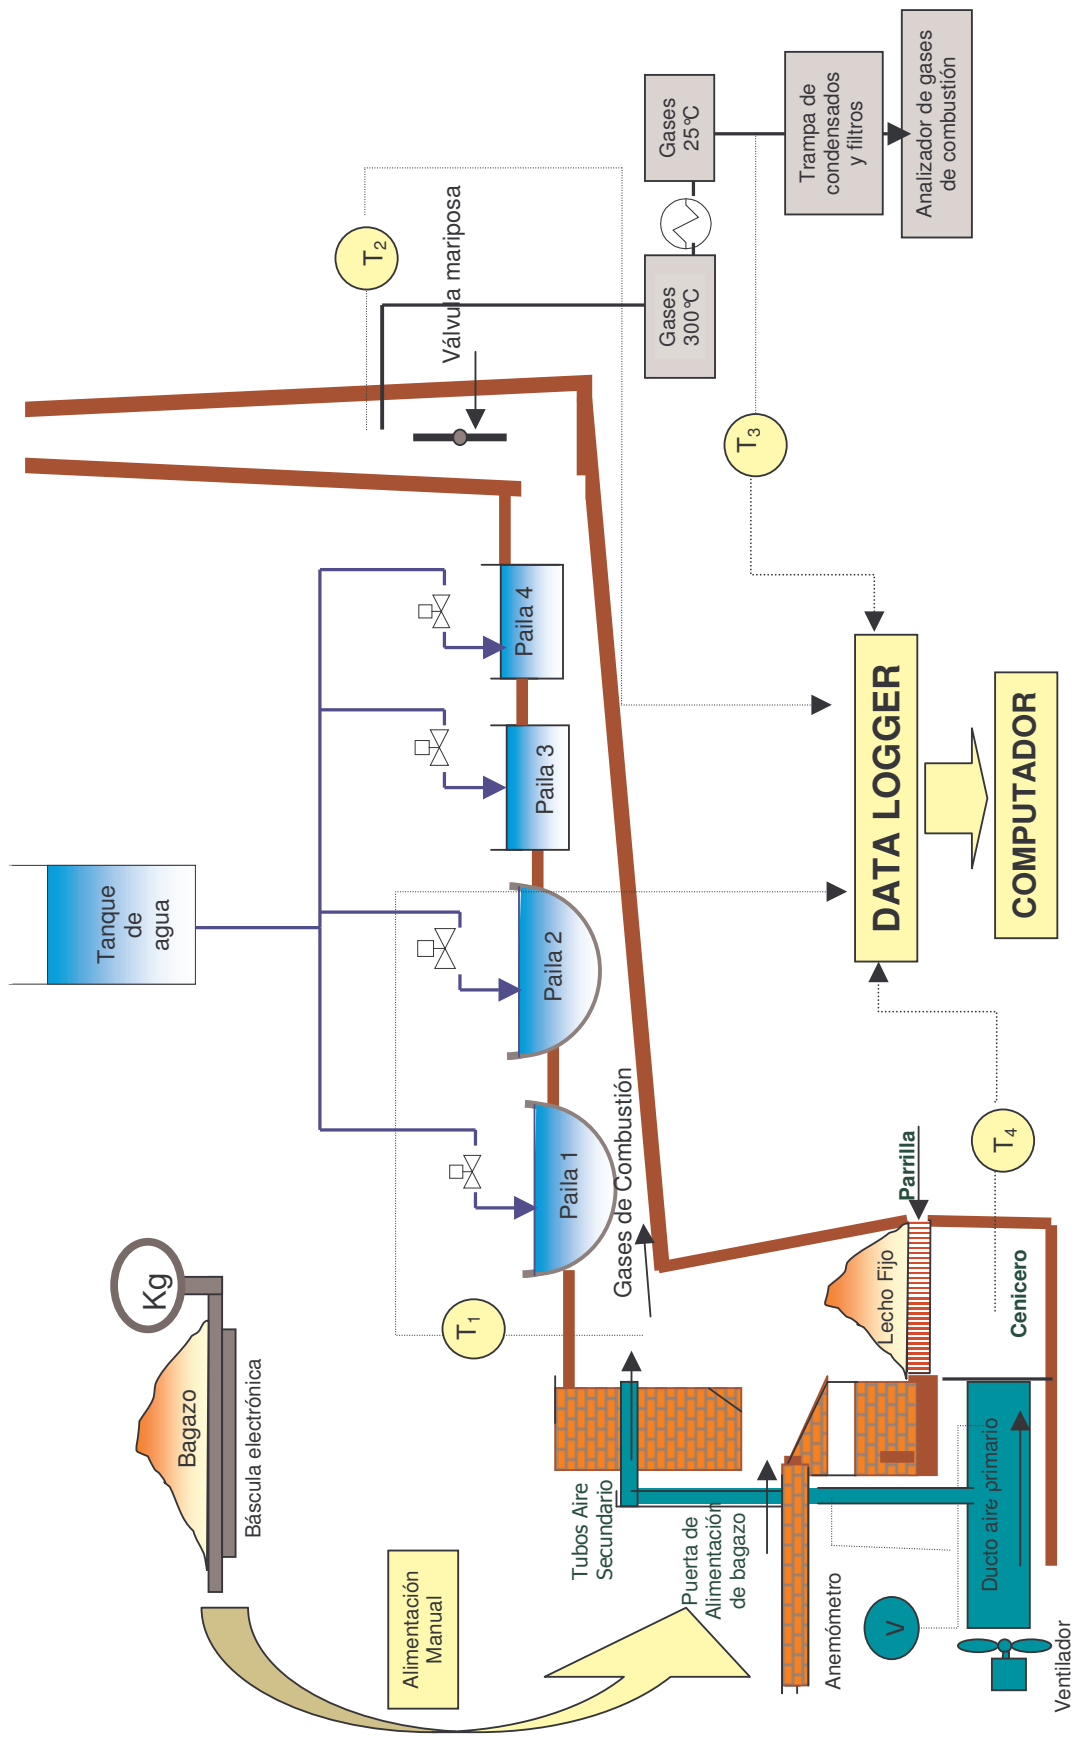 Kg
Bagazo
Báscula electrónica
Alimentación
Manual
Tanque
de
agua
Válvula mariposa
T2
Gases
300°C
Gases
25°C
Trampa de
condensados
y filtros
Analizador de gases
de combustión
T1
Paila 1
Paila 2
Paila 3
Paila 4
Gases de Combustión
T3
Tubos Aire
Secundario
Puerta de
Alimentación
de bagazo
Lecho Fijo
Parrilla
Cenicero
T4
DATA LOGGER
COMPUTADOR
Anemómetro
V
Ducto aire primario
Ventilador